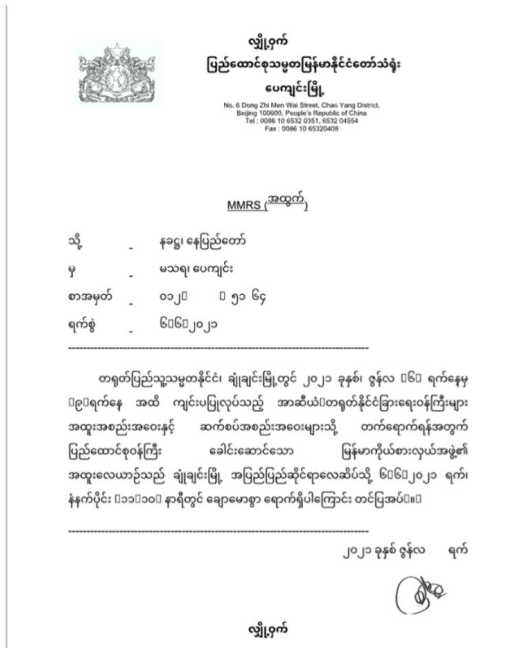 လျှို့ဝှက်
ပြည်ထောင်စုသမ္မတမြန်မာနိုင်ငံတော်သံရုံး
ပေကျင်းမြို့
No, 6 Dong Zhi Men Wai Street, Chao Yang District,
Beijing 100600, People's Republic of China
Tel : 0086 10 6532 0351, 6532 04554
Fax : 0086 10 65320408
MMRS (အထွက်)
သို့ - နခဋ္ဌ၊ နေပြည်တော်
မှ - မသရ၊ ပေကျင်း
စာအမှတ် - ၀၁၂▯ ▯ ၅၁ ၆၄
ရက်စွဲ - ၆▯၆▯၂၀၂၁
တရုတ်ပြည်သူ့သမ္မတနိုင်ငံ၊ ချုံချင်းမြို့တွင် ၂၀၂၁ ခုနှစ်၊ ဇွန်လ ▯၆▯ ရက်နေ့မှ
▯၉▯ရက်နေ့ အထိ ကျင်းပပြုလုပ်သည့် အာဆီယံ▯တရုတ်နိုင်ငံခြားရေးဝန်ကြီးများ
အထူးအစည်းအဝေးနှင့် ဆက်စပ်အစည်းအဝေးများသို့ တက်ရောက်ရန်အတွက်
ပြည်ထောင်စုဝန်ကြီး ခေါင်းဆောင်သော မြန်မာကိုယ်စားလှယ်အဖွဲ့၏
အထူးလေယာဉ်သည် ချုံချင်းမြို့ အပြည်ပြည်ဆိုင်ရာလေဆိပ်သို့ ၆▯၆▯၂၀၂၁ ရက်၊
နံနက်ပိုင်း ▯၁၁▯၁၀▯ နာရီတွင် ချောမောစွာ ရောက်ရှိပါကြောင်း တင်ပြအပ်▯။▯
၂၀၂၁ ခုနှစ် ဇွန်လ ရက်
လျှို့ဝှက်